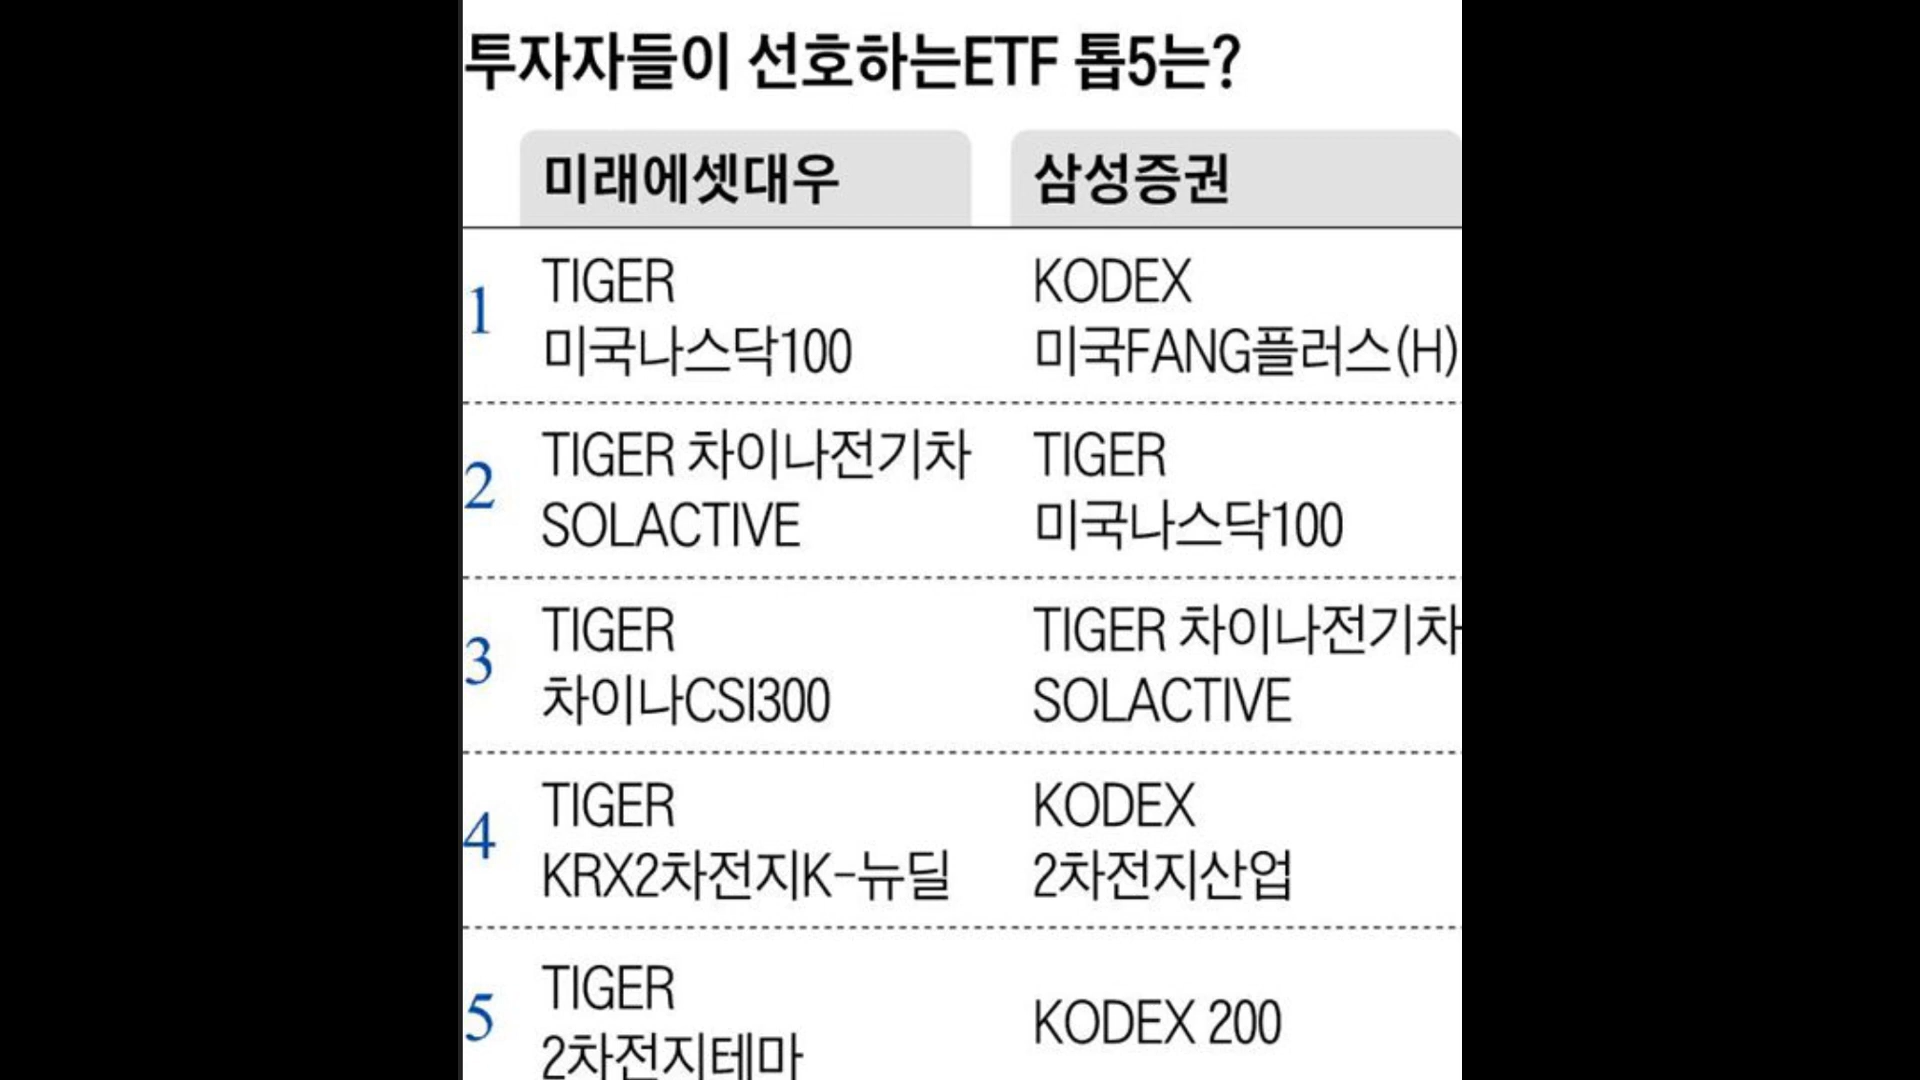 투자자들이 선호하는ETF 톱5는?
미래에셋대우 삼성증권
1
TIGER
미국나스닥100
KODEX
미국FANG플러스(H)
2
TIGER 차이나전기차
SOLACTIVE
TIGER
미국나스닥100
3
TIGER
차이나CSI300
TIGER 차이나전기차
SOLACTIVE
4
TIGER
KRX2차전지K-뉴딜
KODEX
2차전지산업
5
TIGER
2차전지테마
KODEX 200